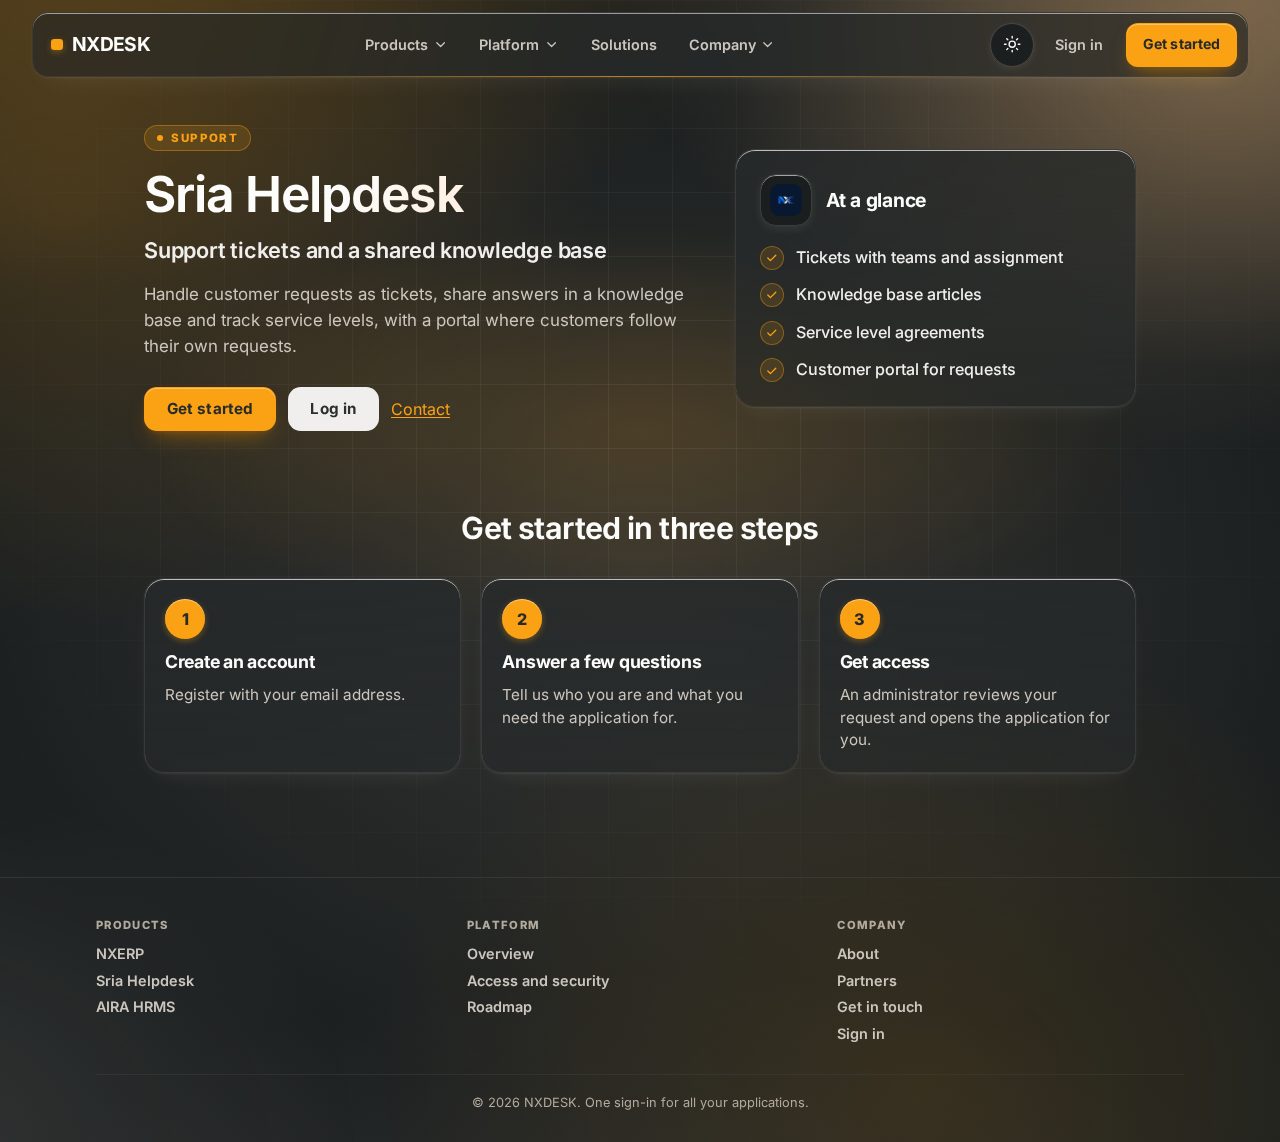 NXDESK
Products
Platform
Solutions
Company
Sign in
Get started
SUPPORT
Sria Helpdesk
Support tickets and a shared knowledge base
Handle customer requests as tickets, share answers in a knowledge
base and track service levels, with a portal where customers follow
their own requests.
Get started
Log in
Contact
NX
At a glance
Tickets with teams and assignment
Knowledge base articles
Service level agreements
Customer portal for requests
Get started in three steps
1
Create an account
Register with your email address.
2
Answer a few questions
Tell us who you are and what you
need the application for.
3
Get access
An administrator reviews your
request and opens the application for
you.
PRODUCTS
NXERP
Sria Helpdesk
AIRA HRMS
PLATFORM
Overview
Access and security
Roadmap
COMPANY
About
Partners
Get in touch
Sign in
© 2026 NXDESK. One sign-in for all your applications.